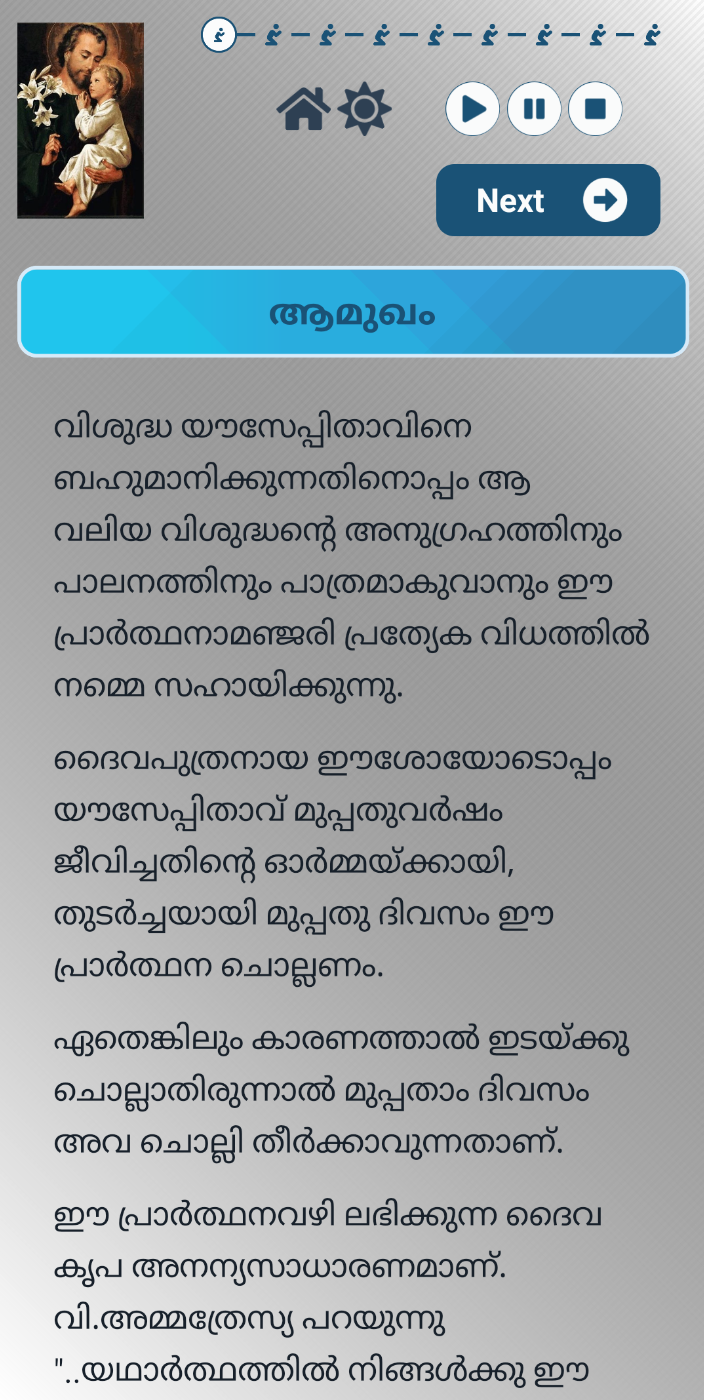 Next
ആമുഖം
വിശുദ്ധ യൗസേപ്പിതാവിനെ
ബഹുമാനിക്കുന്നതിനൊപ്പം ആ
വലിയ വിശുദ്ധന്റെ അനുഗ്രഹത്തിനും
പാലനത്തിനും പാത്രമാകുവാനും ഈ
പ്രാർത്ഥനാമഞ്ജരി പ്രത്യേക വിധത്തിൽ
നമ്മെ സഹായിക്കുന്നു.
ദൈവപുത്രനായ ഈശോയോടൊപ്പം
യൗസേപ്പിതാവ് മുപ്പതുവർഷം
ജീവിച്ചതിന്റെ ഓർമ്മയ്ക്കായി,
തുടർച്ചയായി മുപ്പതു ദിവസം ഈ
പ്രാർത്ഥന ചൊല്ലണം.
ഏതെങ്കിലും കാരണത്താൽ ഇടയ്ക്കു
ചൊല്ലാതിരുന്നാൽ മുപ്പതാം ദിവസം
അവ ചൊല്ലി തീർക്കാവുന്നതാണ്.
ഈ പ്രാർത്ഥനവഴി ലഭിക്കുന്ന ദൈവ
കൃപ അനന്യസാധാരണമാണ്.
വി.അമ്മത്രേസ്യ പറയുന്നു
"..യഥാർത്ഥത്തിൽ നിങ്ങൾക്കു ഈ